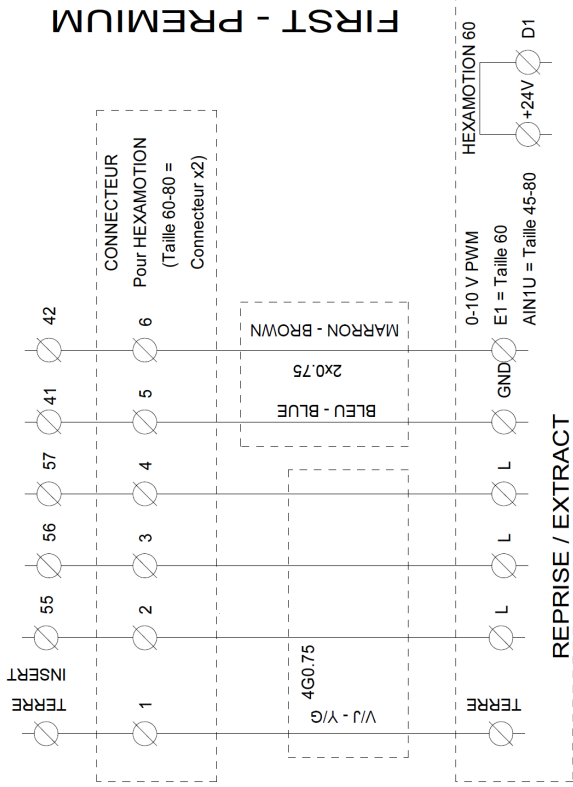 FIRST - PREMIUM
HEXAMOTION 60
+24V
D1
CONNECTEUR
Pour HEXAMOTION
(Taille 60-80 =
Connecteur x2)
0-10 V PWM
E1 = Taille 60
AIN1U = Taille 45-80
TERRE
INSERT
55
56
57
41
42
1
2
3
4
5
6
4G0.75
V/J - Y/G
BLEU - BLUE
2x0.75
MARRON - BROWN
TERRE
L
L
L
GND
REPRISE / EXTRACT